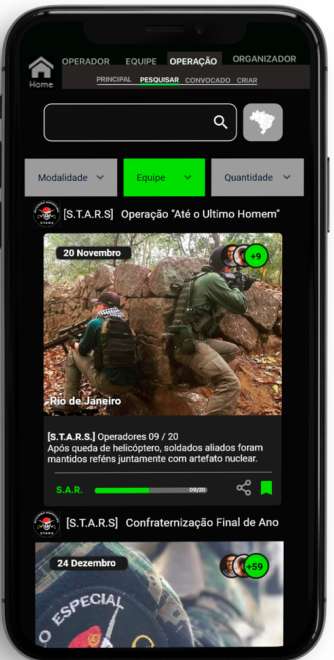 OPERADOR EQUIPE OPERAÇÃO ORGANIZADOR
Home
PRINCIPAL PESQUISAR CONVOCADO CRIAR
Modalidade Equipe Quantidade
[S.T.A.R.S] Operação "Até o Ultimo Homem"
20 Novembro
+9
Rio de Janeiro
[S.T.A.R.S.] Operadores 09 / 20
Após queda de helicóptero, soldados aliados foram
mantidos reféns juntamente com artefato nuclear.
S.A.R. 09/20
[S.T.A.R.S] Confraternização Final de Ano
24 Dezembro
+59
O ESPECIAL